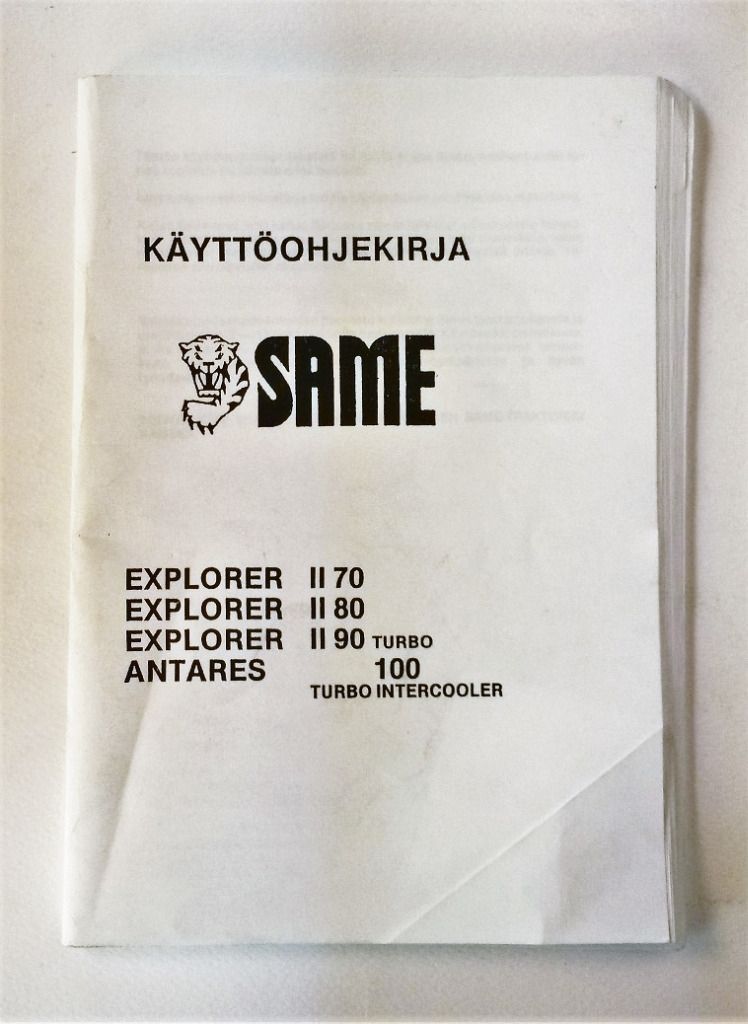 KÄYTTÖOHJEKIRJA
SAME
EXPLORER II 70
EXPLORER II 80
EXPLORER II 90 TURBO
ANTARES 100
TURBO INTERCOOLER